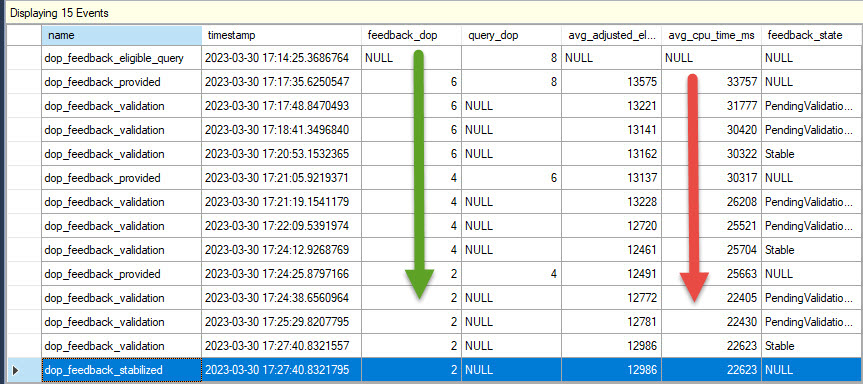 Displaying 15 Events
name timestamp feedback_dop query_dop avg_adjusted_el... avg_cpu_time_ms feedback_state
dop_feedback_eligible_query 2023-03-30 17:14:25.3686764 NULL 8 NULL NULL NULL
dop_feedback_provided 2023-03-30 17:17:35.6250547 6 8 13575 33757 NULL
dop_feedback_validation 2023-03-30 17:17:48.8470493 6 NULL 13221 31777 PendingValidatio...
dop_feedback_validation 2023-03-30 17:18:41.3496840 6 NULL 13141 30420 PendingValidatio...
dop_feedback_validation 2023-03-30 17:20:53.1532365 6 NULL 13162 30322 Stable
dop_feedback_provided 2023-03-30 17:21:05.9219371 4 6 13137 30317 NULL
dop_feedback_validation 2023-03-30 17:21:19.1541179 4 NULL 13228 26208 PendingValidatio...
dop_feedback_validation 2023-03-30 17:22:09.5391974 4 NULL 12720 25521 PendingValidatio...
dop_feedback_validation 2023-03-30 17:24:12.9268769 4 NULL 12461 25704 Stable
dop_feedback_provided 2023-03-30 17:24:25.8797166 2 4 12491 25663 NULL
dop_feedback_validation 2023-03-30 17:24:38.6560964 2 NULL 12772 22405 PendingValidatio...
dop_feedback_validation 2023-03-30 17:25:29.8207795 2 NULL 12781 22430 PendingValidatio...
dop_feedback_validation 2023-03-30 17:27:40.8321557 2 NULL 12986 22623 Stable
dop_feedback_stabilized 2023-03-30 17:27:40.8321795 2 NULL 12986 22623 NULL